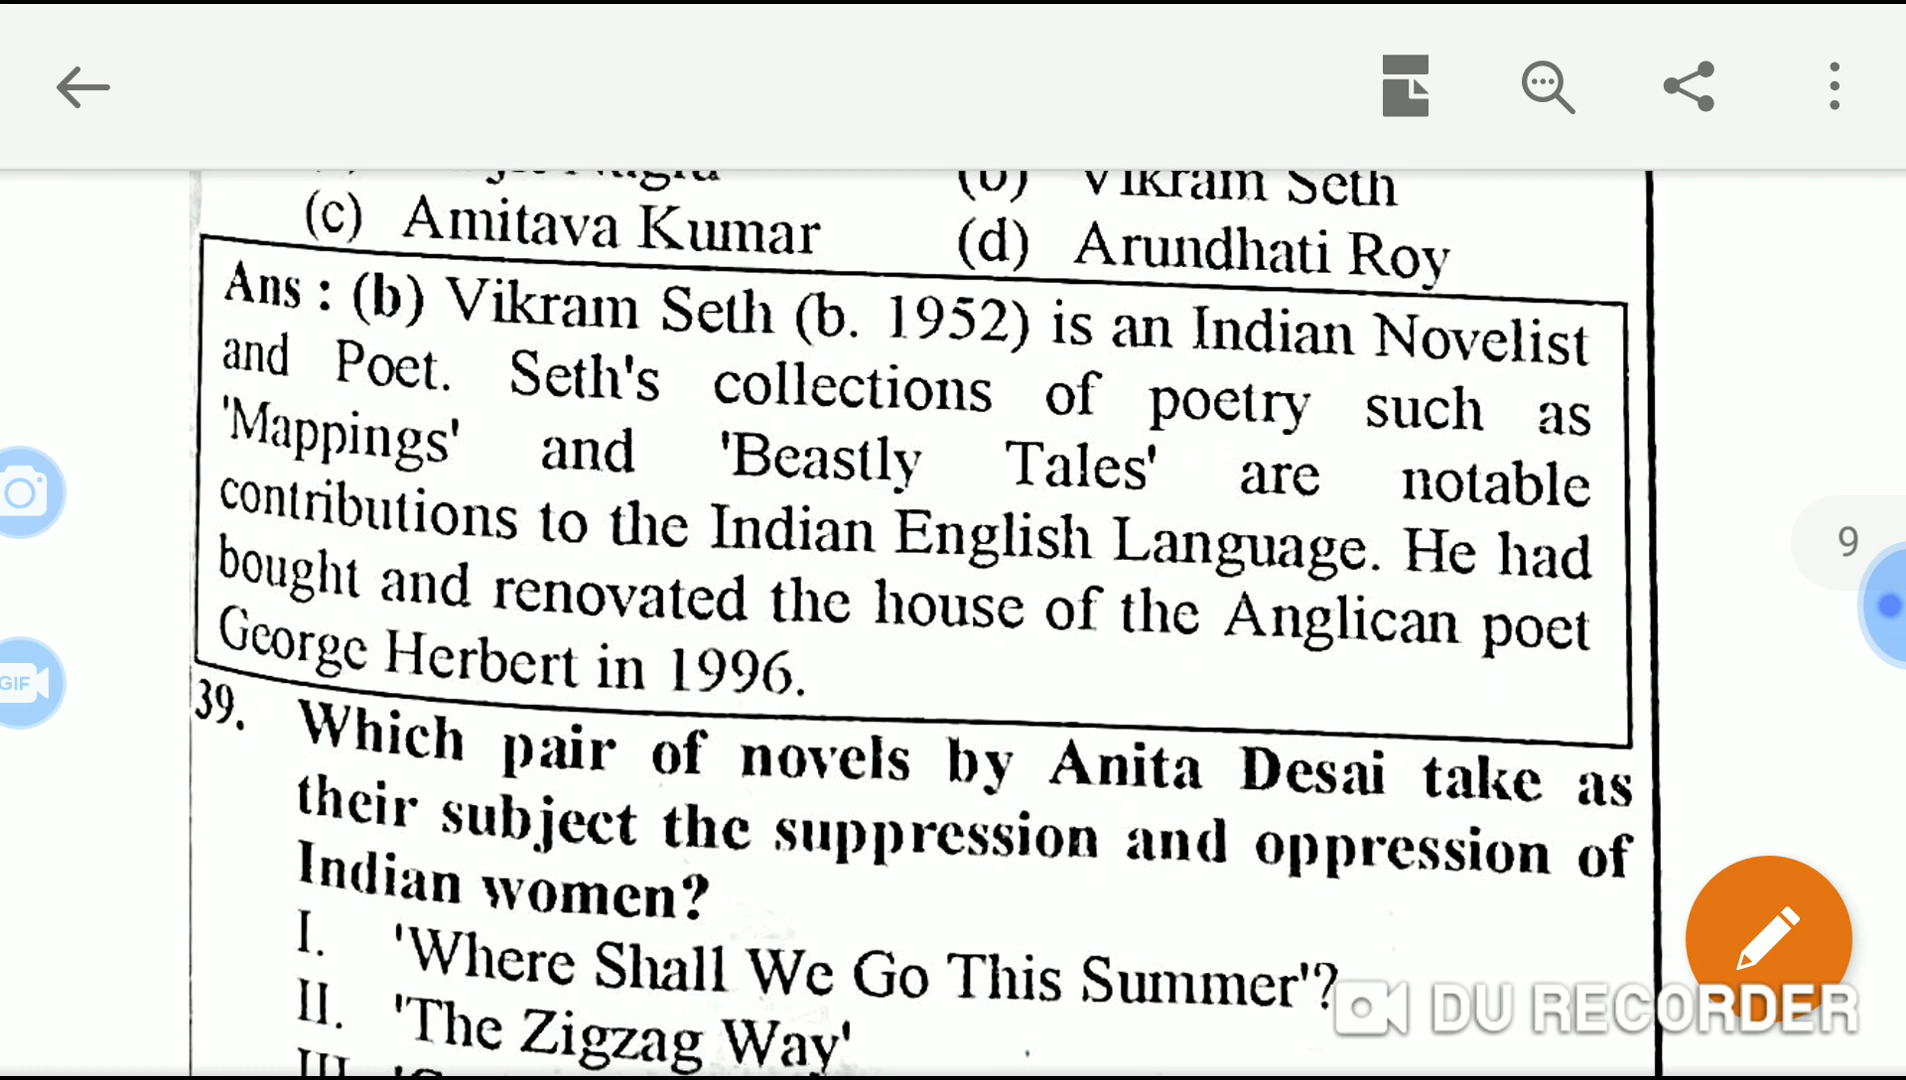 (b) Vikram Seth
(c) Amitava Kumar (d) Arundhati Roy
Ans : (b) Vikram Seth (b. 1952) is an Indian Novelist
and Poet. Seth's collections of poetry such as
'Mappings' and 'Beastly Tales' are notable
contributions to the Indian English Language. He had
bought and renovated the house of the Anglican poet
George Herbert in 1996.
39. Which pair of novels by Anita Desai take as
their subject the suppression and oppression of
Indian women?
I. 'Where Shall We Go This Summer'?
II. 'The Zigzag Way'
III.
9
GIF
DU RECORDER